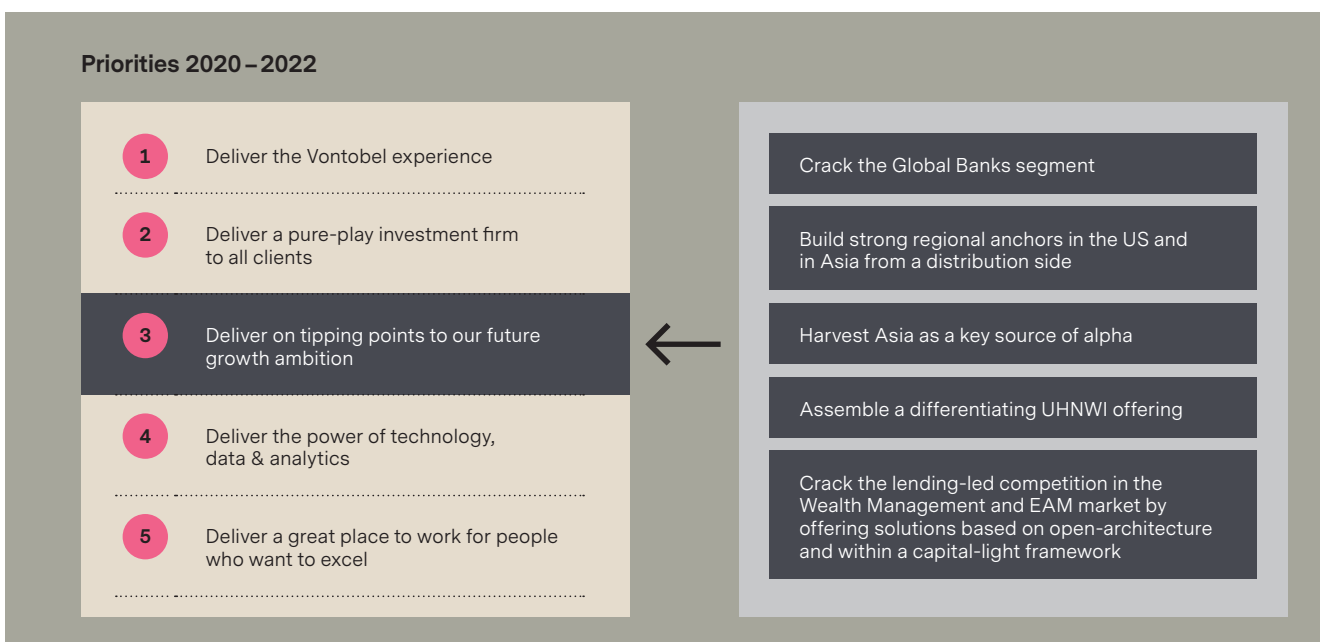 Priorities 2020 – 2022
1
Deliver the Vontobel experience
2
Deliver a pure-play investment firm
to all clients
3
Deliver on tipping points to our future
growth ambition
4
Deliver the power of technology,
data & analytics
5
Deliver a great place to work for people
who want to excel
Crack the Global Banks segment
Build strong regional anchors in the US and
in Asia from a distribution side
Harvest Asia as a key source of alpha
Assemble a differentiating UHNWI offering
Crack the lending-led competition in the
Wealth Management and EAM market by
offering solutions based on open-architecture
and within a capital-light framework